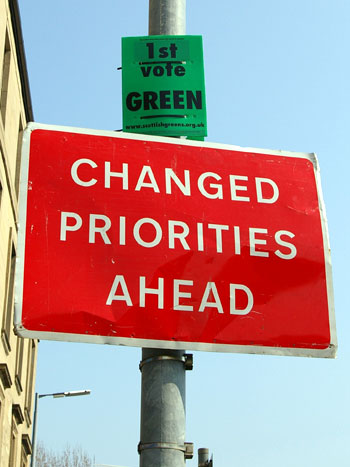 1st
vote
GREEN
www.scottishgreens.org.uk
CHANGED
PRIORITIES
AHEAD